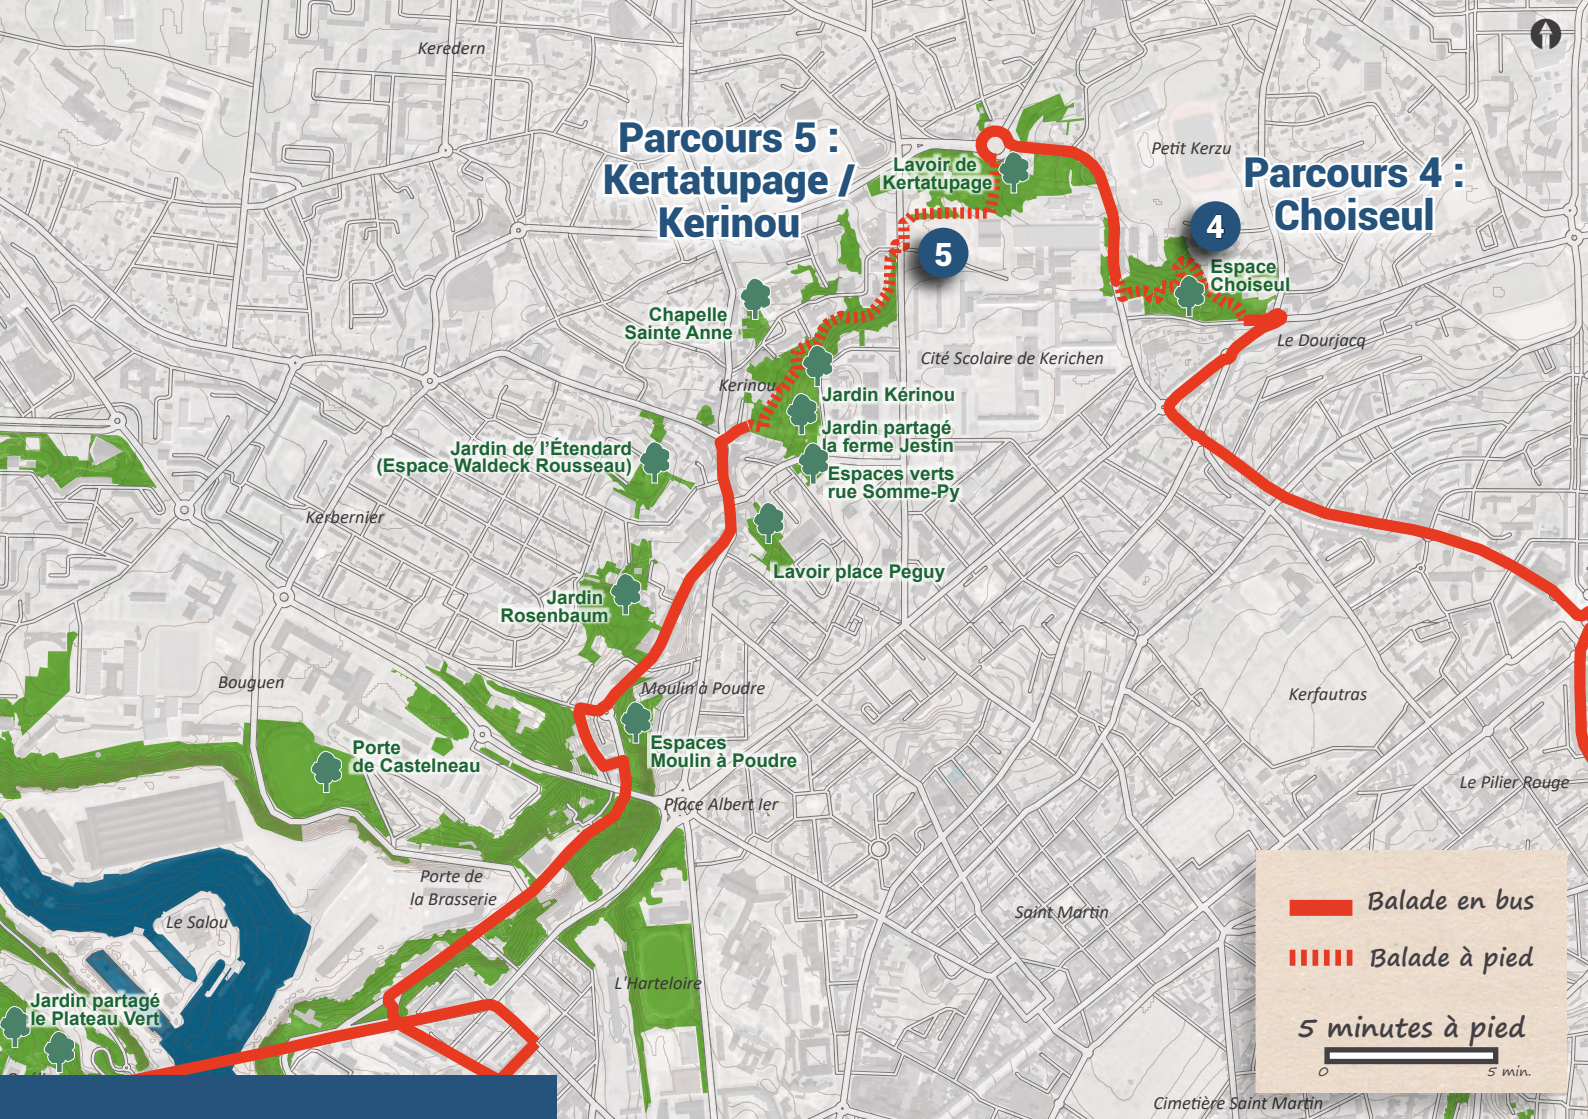 Keredern
Parcours 5 :
Kertatupage /
Kerinou
Petit Kerzu
Parcours 4 :
Choiseul
Lavoir de
Kertatupage
4
5
Espace
Choiseul
Chapelle
Sainte Anne
Le Dourjacq
Cité Scolaire de Kerichen
Kerinou
Jardin Kérinou
Jardin partagé
la ferme Jestin
Jardin de l'Étendard
(Espace Waldeck Rousseau)
Espaces verts
rue Somme-Py
Kerbernier
Lavoir place Peguy
Jardin
Rosenbaum
Bouguen
Moulin à Poudre
Kerfautras
Porte
de Castelneau
Espaces
Moulin à Poudre
Le Pilier Rouge
Place Albert Ier
Porte de
la Brasserie
Saint Martin
Le Salou
L'Harteloire
Jardin partagé
le Plateau Vert
Balade en bus
Balade à pied
5 minutes à pied
0 5 min.
Cimetière Saint Martin